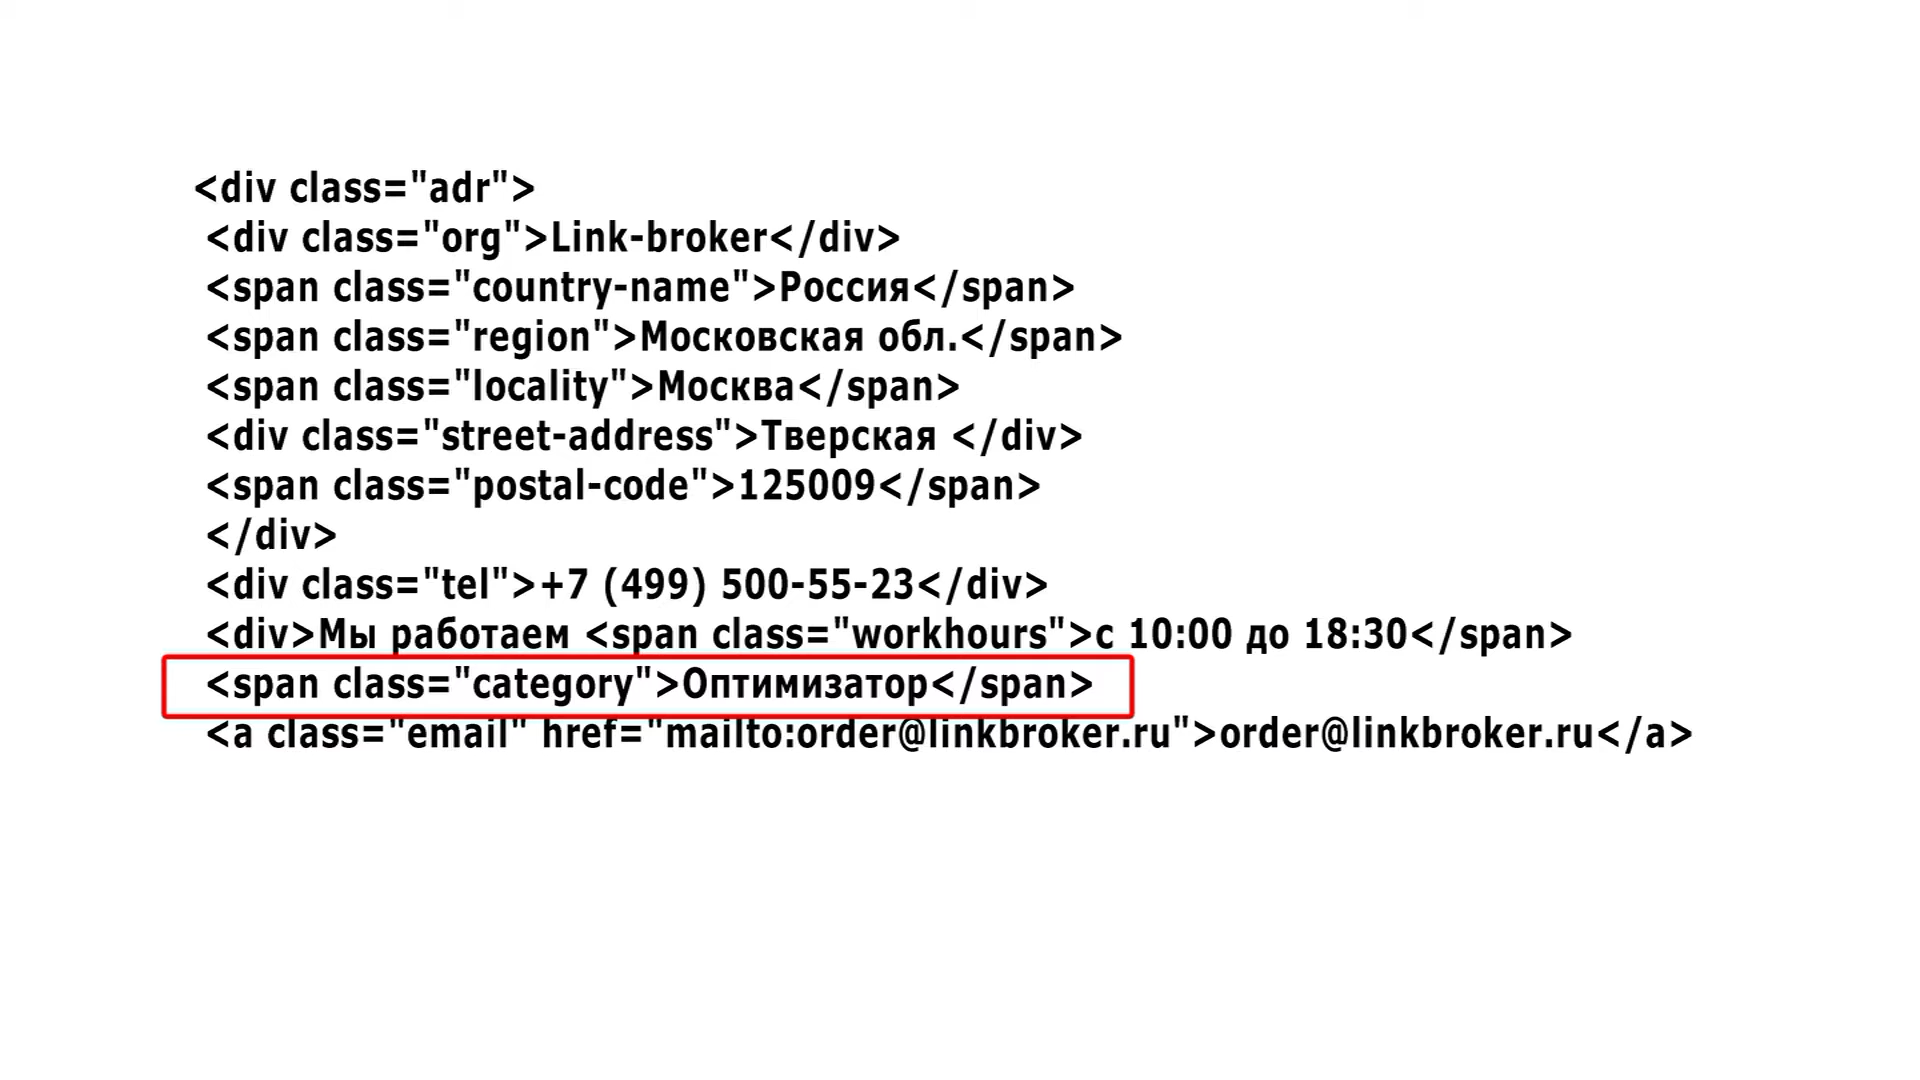 <div class="adr">
<div class="org">Link-broker</div>
<span class="country-name">Россия</span>
<span class="region">Московская обл.</span>
<span class="locality">Москва</span>
<div class="street-address">Тверская </div>
<span class="postal-code">125009</span>
</div>
<div class="tel">+7 (499) 500-55-23</div>
<div>Мы работаем <span class="workhours">с 10:00 до 18:30</span>
<span class="category">Оптимизатор</span>
<a class="email" href="mailto:order@linkbroker.ru">order@linkbroker.ru</a>